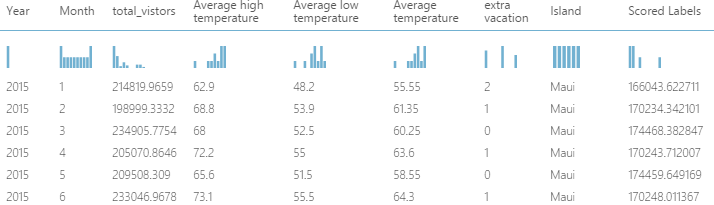 Year Month total_vistors Average high temperature Average low temperature Average temperature extra vacation Island Scored Labels
2015 1 214819.9659 62.9 48.2 55.55 2 Maui 166043.622711
2015 2 198999.3332 68.8 53.9 61.35 1 Maui 170234.342101
2015 3 234905.7754 68 52.5 60.25 0 Maui 174468.382847
2015 4 205070.8646 72.2 55 63.6 1 Maui 170243.712007
2015 5 209508.309 65.6 51.5 58.55 0 Maui 174459.649169
2015 6 233046.9678 73.1 55.5 64.3 1 Maui 170248.011367